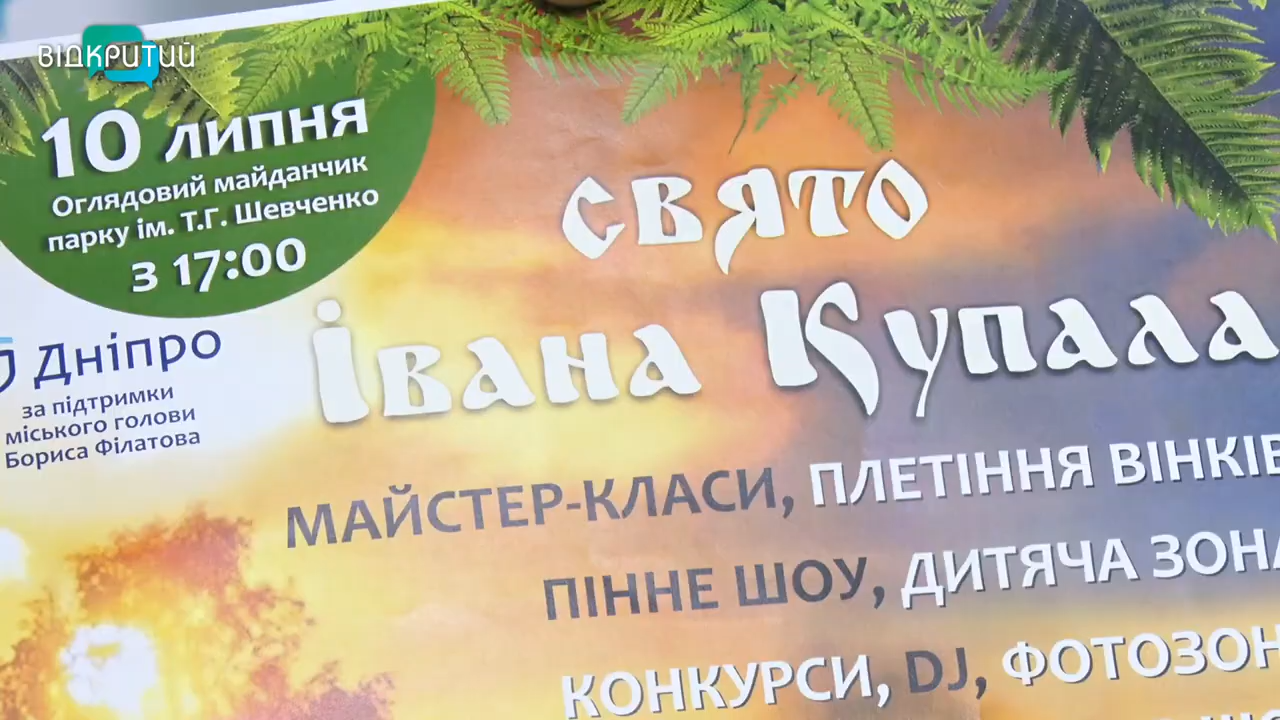 ВІДКРИТИЙ
10 ЛИПНЯ
Оглядовий майданчик
парку ім. Т.Г. Шевченко
з 17:00
Дніпро
за підтримки
міського голови
Бориса Філатова
СВЯТО
Івана Купала
МАЙСТЕР-КЛАСИ, ПЛЕТІННЯ ВІНКІВ
ПІННЕ ШОУ, ДИТЯЧА ЗОНА
КОНКУРСИ, DJ, ФОТОЗОН